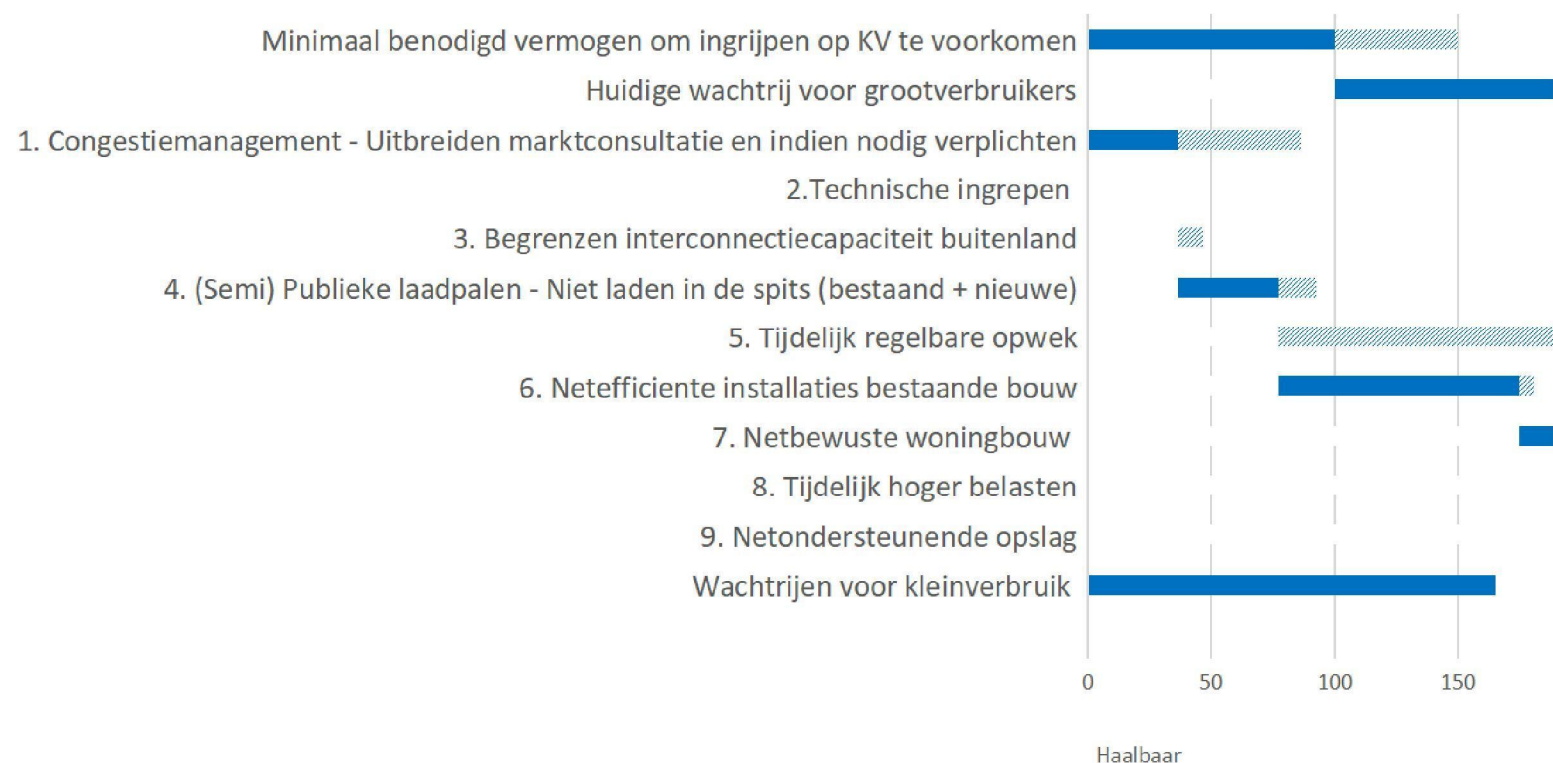 Minimaal benodigd vermogen om ingrijpen op KV te voorkomen
Huidige wachtrij voor grootverbruikers
1. Congestiemanagement - Uitbreiden marktconsultatie en indien nodig verplichten
2.Technische ingrepen
3. Begrenzen interconnectiecapaciteit buitenland
4. (Semi) Publieke laadpalen - Niet laden in de spits (bestaand + nieuwe)
5. Tijdelijk regelbare opwek
6. Netefficiente installaties bestaande bouw
7. Netbewuste woningbouw
8. Tijdelijk hoger belasten
9. Netondersteunende opslag
Wachtrijen voor kleinverbruik
0 50 100 150
Haalbaar